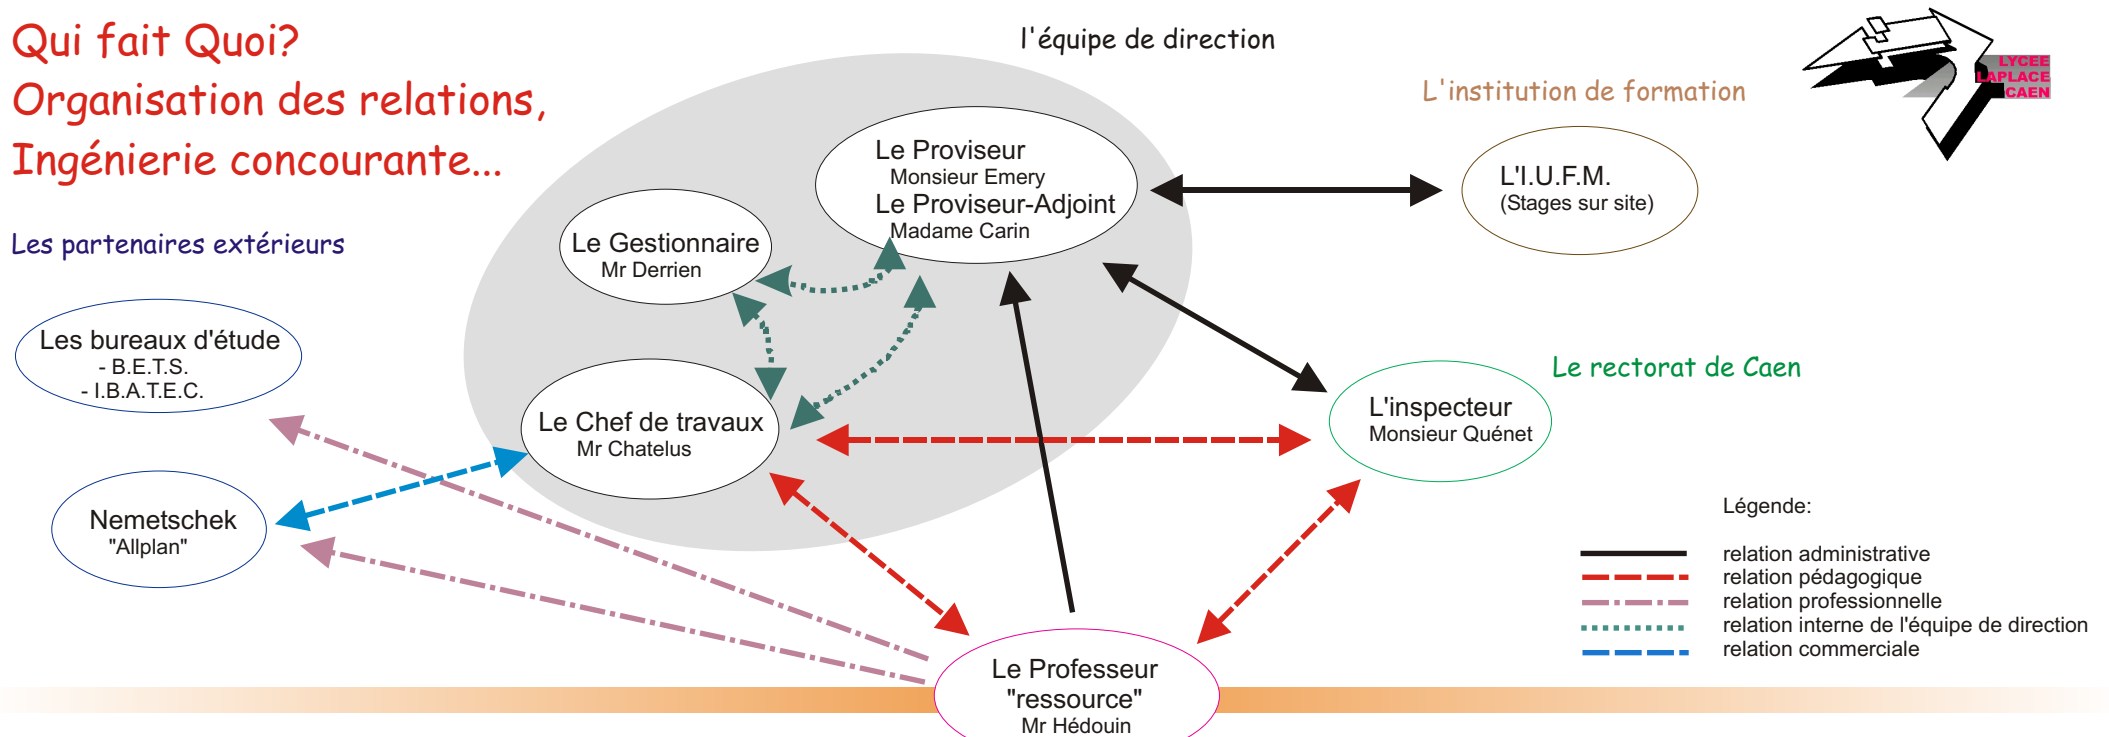 Qui fait Quoi?
Organisation des relations,
Ingénierie concourante...
l'équipe de direction
L'institution de formation
LYCEE
LAPLACE
CAEN
Le Proviseur
Monsieur Emery
Le Proviseur-Adjoint
Madame Carin
L'I.U.F.M.
(Stages sur site)
Les partenaires extérieurs
Le Gestionnaire
Mr Derrien
Les bureaux d'étude
- B.E.T.S.
- I.B.A.T.E.C.
Le rectorat de Caen
Le Chef de travaux
Mr Chatelus
L'inspecteur
Monsieur Quénet
Nemetschek
"Allplan"
Légende:
relation administrative
relation pédagogique
relation professionnelle
relation interne de l'équipe de direction
relation commerciale
Le Professeur
"ressource"
Mr Hédouin